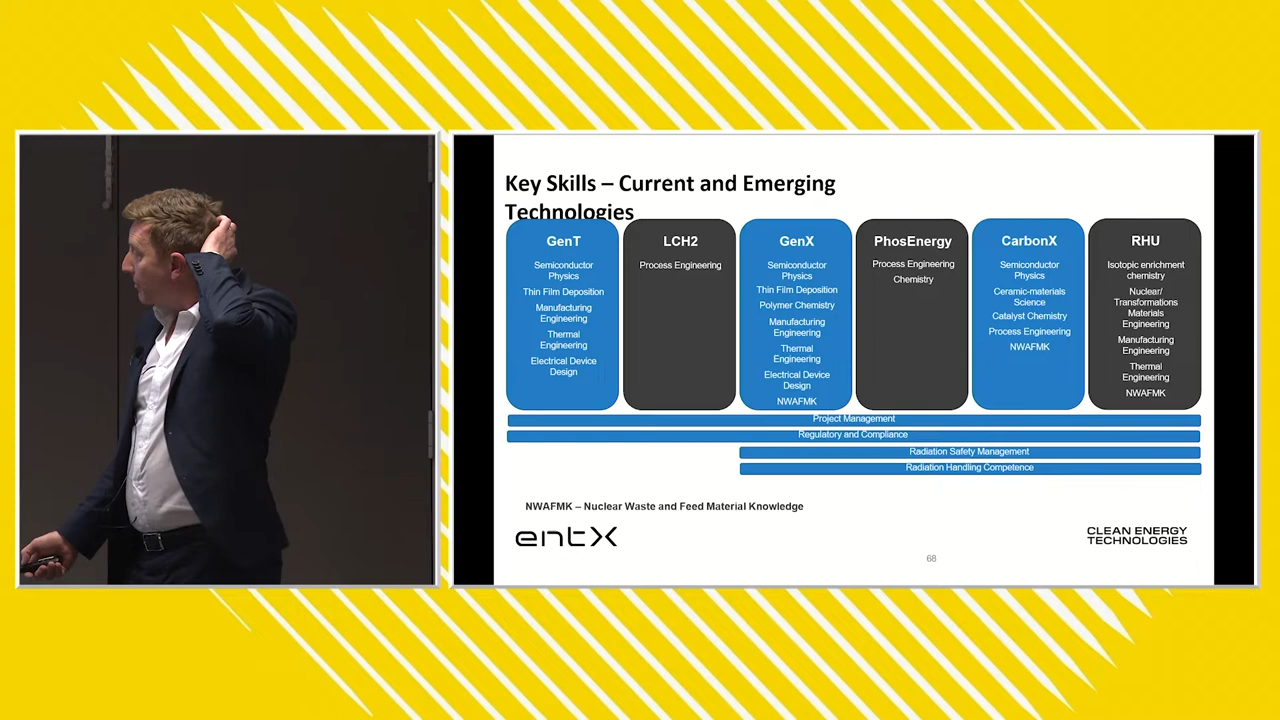 Key Skills – Current and Emerging
Technologies
GenT
Semiconductor
Physics
Thin Film Deposition
Manufacturing
Engineering
Thermal
Engineering
Electrical Device
Design
LCH2
Process Engineering
GenX
Semiconductor
Physics
Thin Film Deposition
Polymer Chemistry
Manufacturing
Engineering
Thermal
Engineering
Electrical Device
Design
NWAFMK
PhosEnergy
Process Engineering
Chemistry
CarbonX
Semiconductor
Physics
Ceramic-materials
Science
Catalyst Chemistry
Process Engineering
NWAFMK
RHU
Isotopic enrichment
chemistry
Nuclear/
Transformations
Materials
Engineering
Manufacturing
Engineering
Thermal
Engineering
NWAFMK
Project Management
Regulatory and Compliance
Radiation Safety Management
Radiation Handling Competence
NWAFMK – Nuclear Waste and Feed Material Knowledge
entX
CLEAN ENERGY
TECHNOLOGIES
68